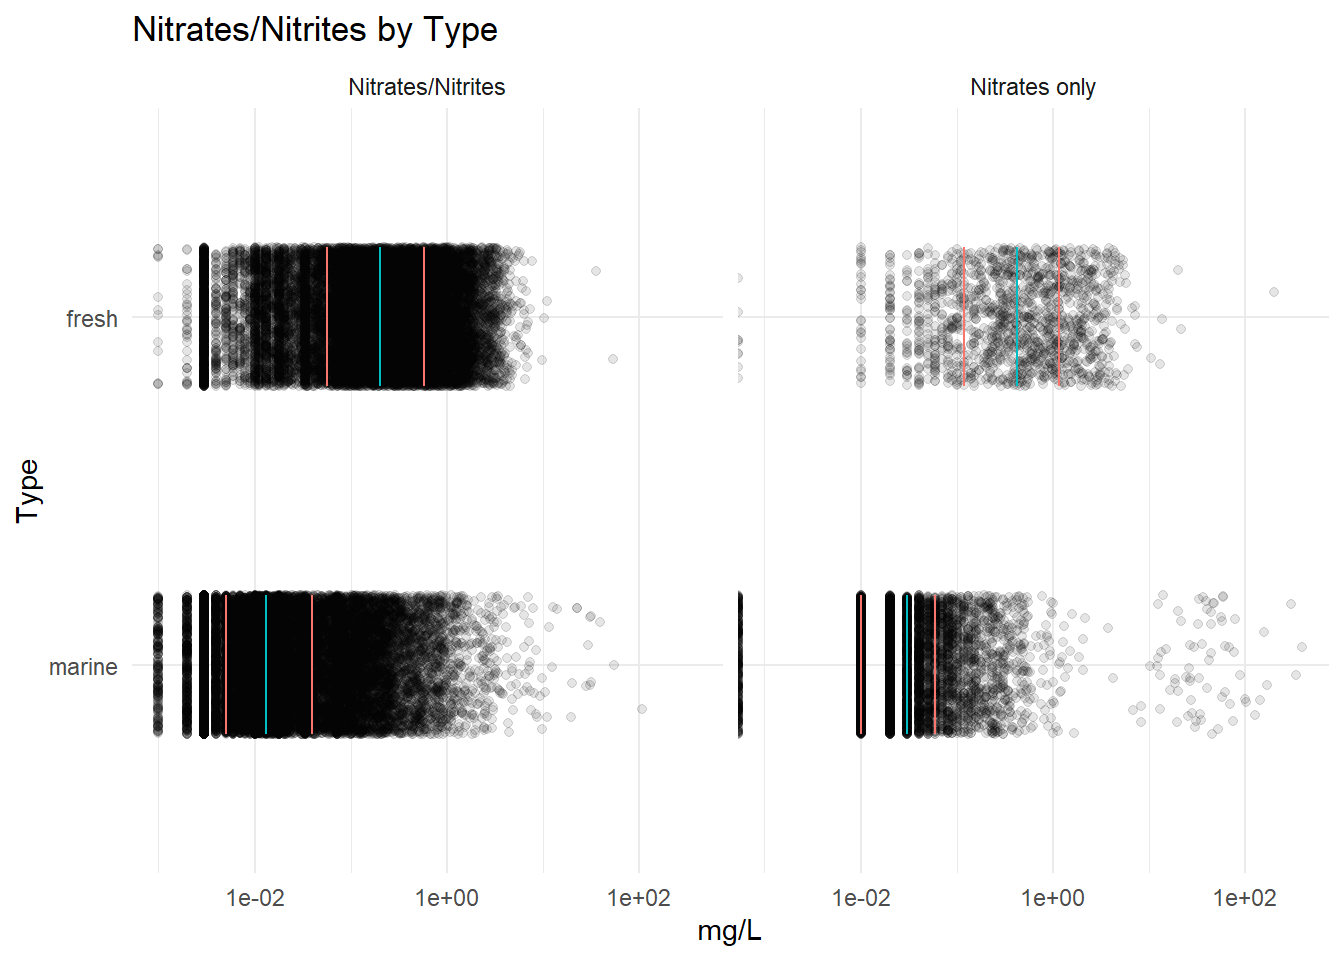 Nitrates/Nitrites by Type
Nitrates/Nitrites
Nitrates only
Type
fresh
marine
1e-02
1e+00
1e+02
1e-02
1e+00
1e+02
mg/L